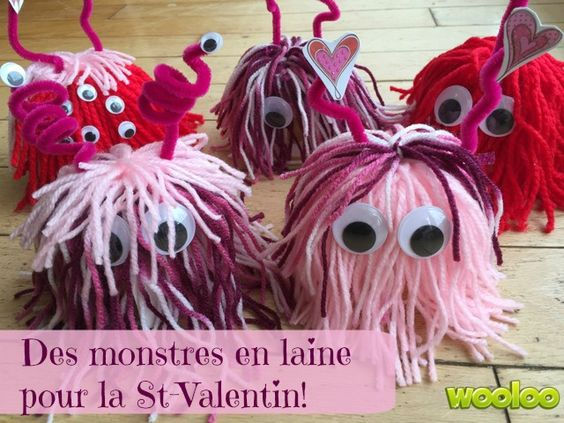 Des monstres en laine
pour la St-Valentin!
wooloo